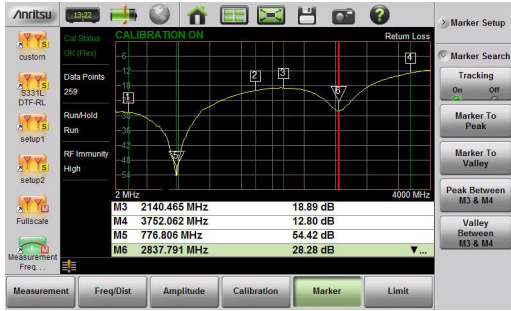 Anritsu
13:22
?
Marker Setup
custom
S331L
DTF-RL
setup1
setup2
Fullscale
Measurement
Freq...
Cal Status
OK (Flex)
Data Points
259
Run/Hold
Run
RF Immunity
High
CALIBRATION ON
Return Loss
-6
-12
-18
-24
-30
-36
-48
-54
1
2
3
4
5
6
2 MHz
4000 MHz
M3 2140.465 MHz 18.89 dB
M4 3752.062 MHz 12.80 dB
M5 776.806 MHz 54.42 dB
M6 2837.791 MHz 28.28 dB ▼...
Marker Search
Tracking
On Off
Marker To
Peak
Marker To
Valley
Peak Between
M3 & M4
Valley
Between
M3 & M4
Measurement
Freq/Dist
Amplitude
Calibration
Marker
Limit